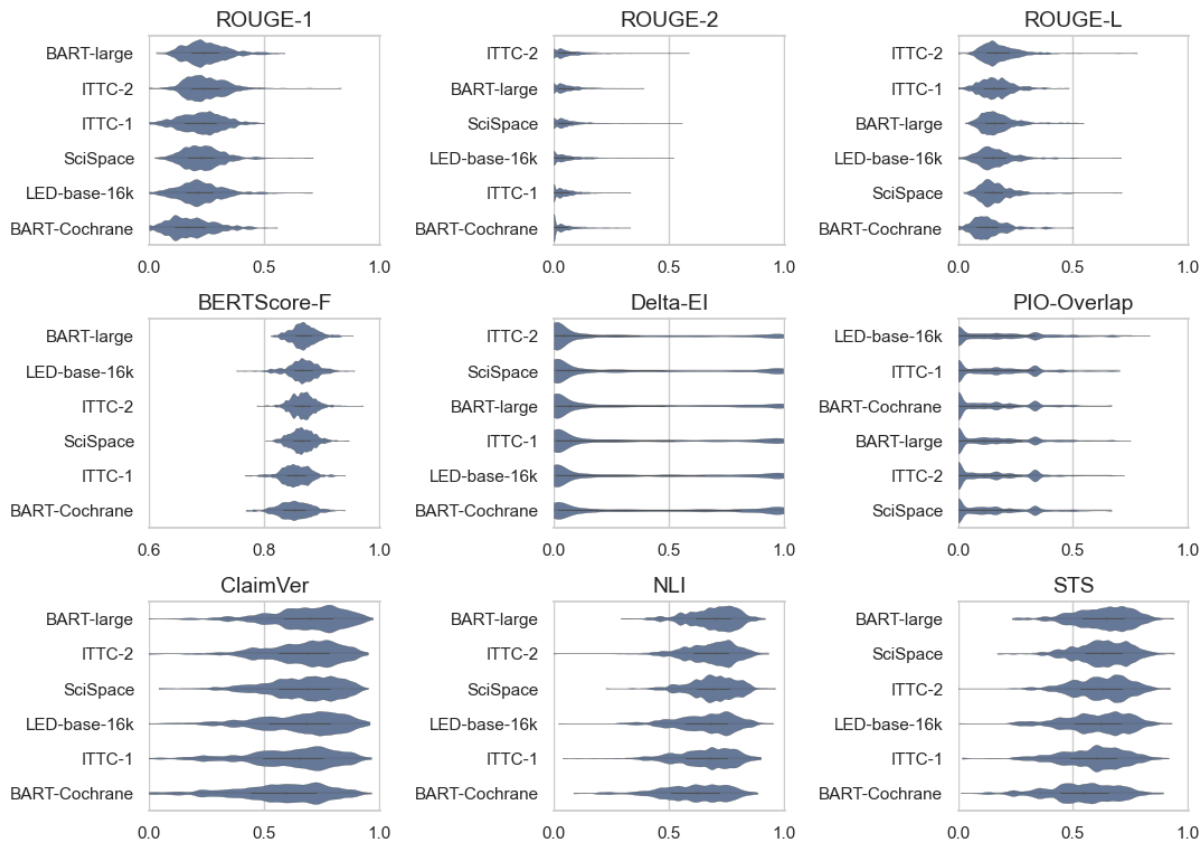 ROUGE-1
BART-large
ITTC-2
ITTC-1
SciSpace
LED-base-16k
BART-Cochrane
0.0 0.5 1.0
ROUGE-2
ITTC-2
BART-large
SciSpace
LED-base-16k
ITTC-1
BART-Cochrane
0.0 0.5 1.0
ROUGE-L
ITTC-2
ITTC-1
BART-large
LED-base-16k
SciSpace
BART-Cochrane
0.0 0.5 1.0
BERTScore-F
BART-large
LED-base-16k
ITTC-2
SciSpace
ITTC-1
BART-Cochrane
0.6 0.8 1.0
Delta-EI
ITTC-2
SciSpace
BART-large
ITTC-1
LED-base-16k
BART-Cochrane
0.0 0.5 1.0
PIO-Overlap
LED-base-16k
ITTC-1
BART-Cochrane
BART-large
ITTC-2
SciSpace
0.0 0.5 1.0
ClaimVer
BART-large
ITTC-2
SciSpace
LED-base-16k
ITTC-1
BART-Cochrane
0.0 0.5 1.0
NLI
BART-large
ITTC-2
SciSpace
LED-base-16k
ITTC-1
BART-Cochrane
0.0 0.5 1.0
STS
BART-large
SciSpace
ITTC-2
LED-base-16k
ITTC-1
BART-Cochrane
0.0 0.5 1.0